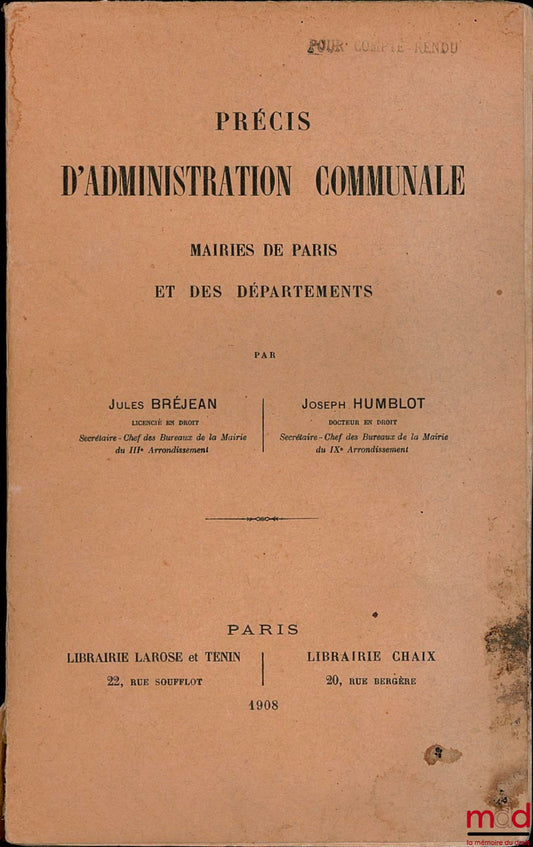 POUR COMPTE RENDU
PRÉCIS
D'ADMINISTRATION COMMUNALE
MAIRIES DE PARIS
ET DES DÉPARTEMENTS
PAR
JULES BRÉJEAN
LICENCIÉ EN DROIT
Secrétaire-Chef des Bureaux de la Mairie
du IIIe Arrondissement
JOSEPH HUMBLOT
DOCTEUR EN DROIT
Secrétaire-Chef des Bureaux de la Mairie
du IXe Arrondissement
PARIS
LIBRAIRIE LAROSE et TENIN
22, RUE SOUFFLOT
LIBRAIRIE CHAIX
20, RUE BERGÈRE
1908
mdd
la mémoire du droit